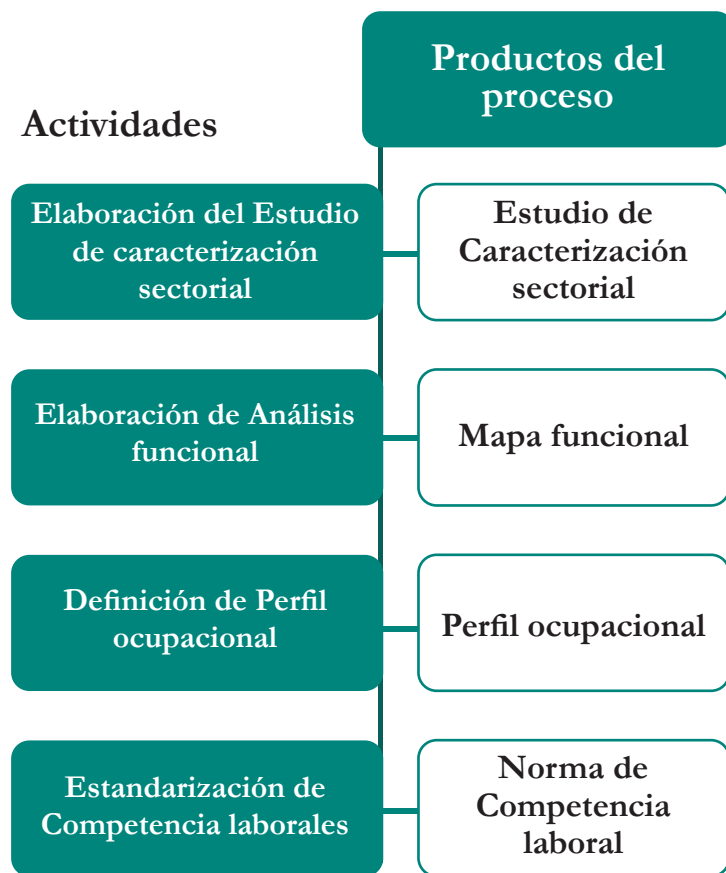 Productos del
proceso
Actividades
Elaboración del Estudio
de caracterización
sectorial
Estudio de
Caracterización
sectorial
Elaboración de Análisis
funcional
Mapa funcional
Definición de Perfil
ocupacional
Perfil ocupacional
Estandarización de
Competencia laborales
Norma de
Competencia
laboral